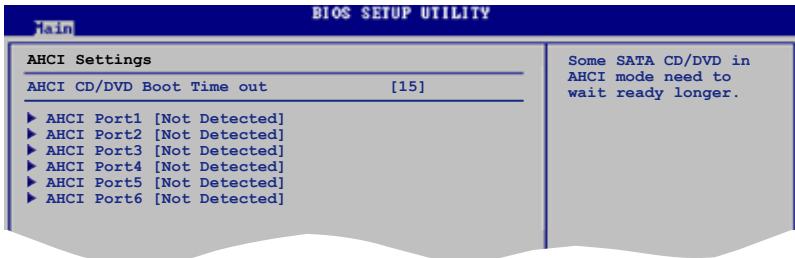 BIOS SETUP UTILITY
Main
AHCI Settings
AHCI CD/DVD Boot Time out [15]
AHCI Port1 [Not Detected]
AHCI Port2 [Not Detected]
AHCI Port3 [Not Detected]
AHCI Port4 [Not Detected]
AHCI Port5 [Not Detected]
AHCI Port6 [Not Detected]
Some SATA CD/DVD in
AHCI mode need to
wait ready longer.